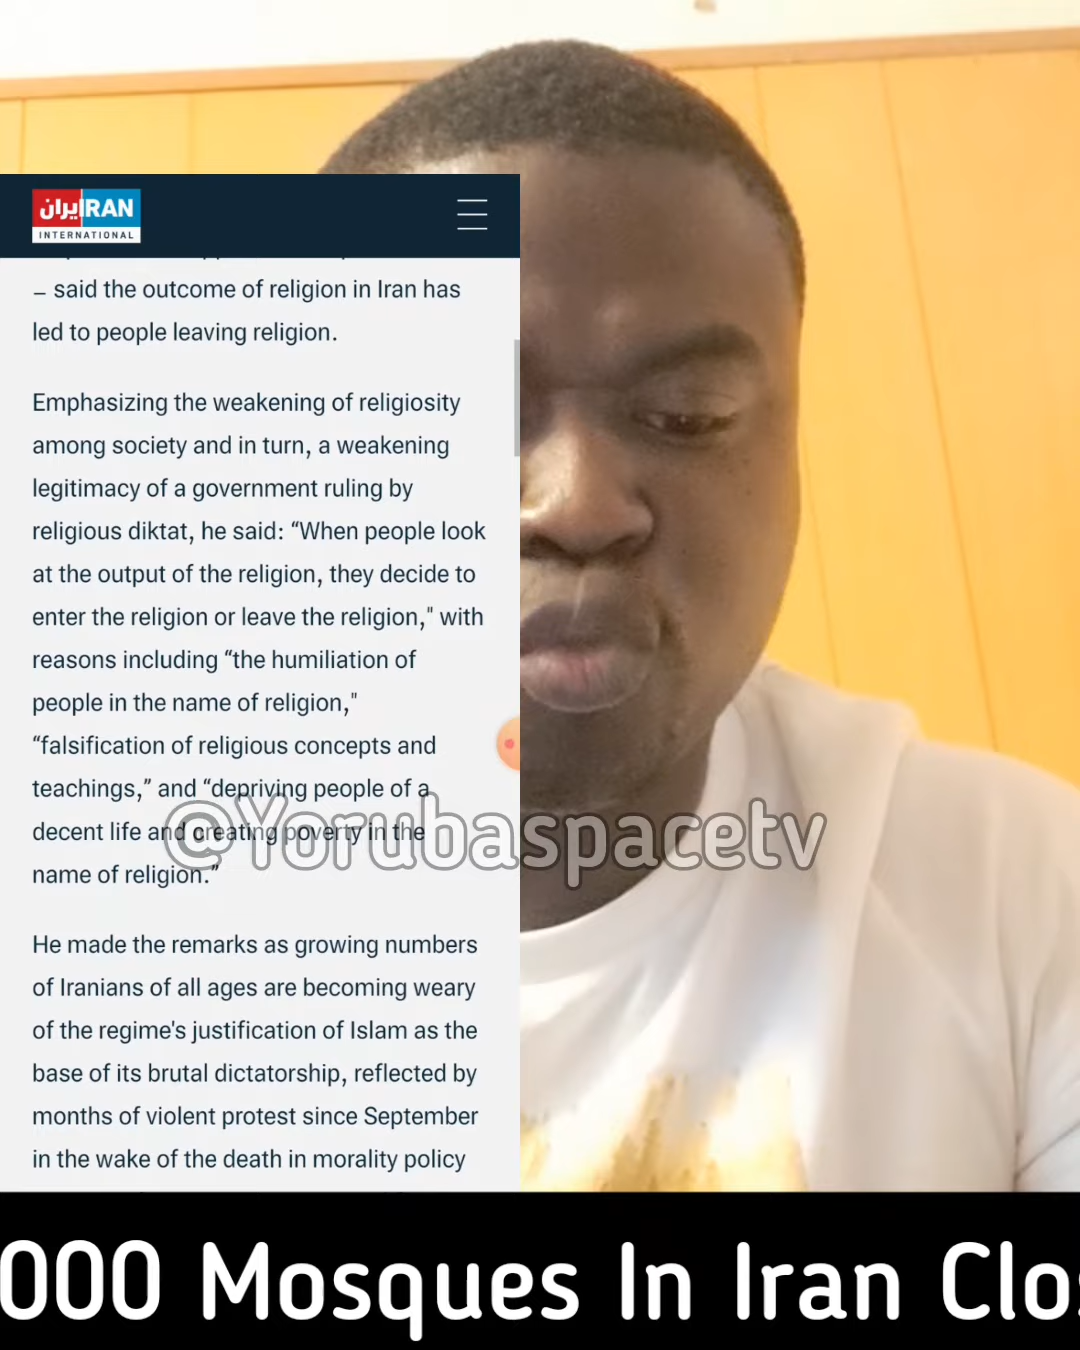 ایران IRAN
INTERNATIONAL
– said the outcome of religion in Iran has
led to people leaving religion.
Emphasizing the weakening of religiosity
among society and in turn, a weakening
legitimacy of a government ruling by
religious diktat, he said: “When people look
at the output of the religion, they decide to
enter the religion or leave the religion," with
reasons including “the humiliation of
people in the name of religion,"
“falsification of religious concepts and
teachings,” and “depriving people of a
decent life and creating poverty in the
name of religion.”
@Yorubaspacetv
He made the remarks as growing numbers
of Iranians of all ages are becoming weary
of the regime's justification of Islam as the
base of its brutal dictatorship, reflected by
months of violent protest since September
in the wake of the death in morality policy
000 Mosques In Iran Clos